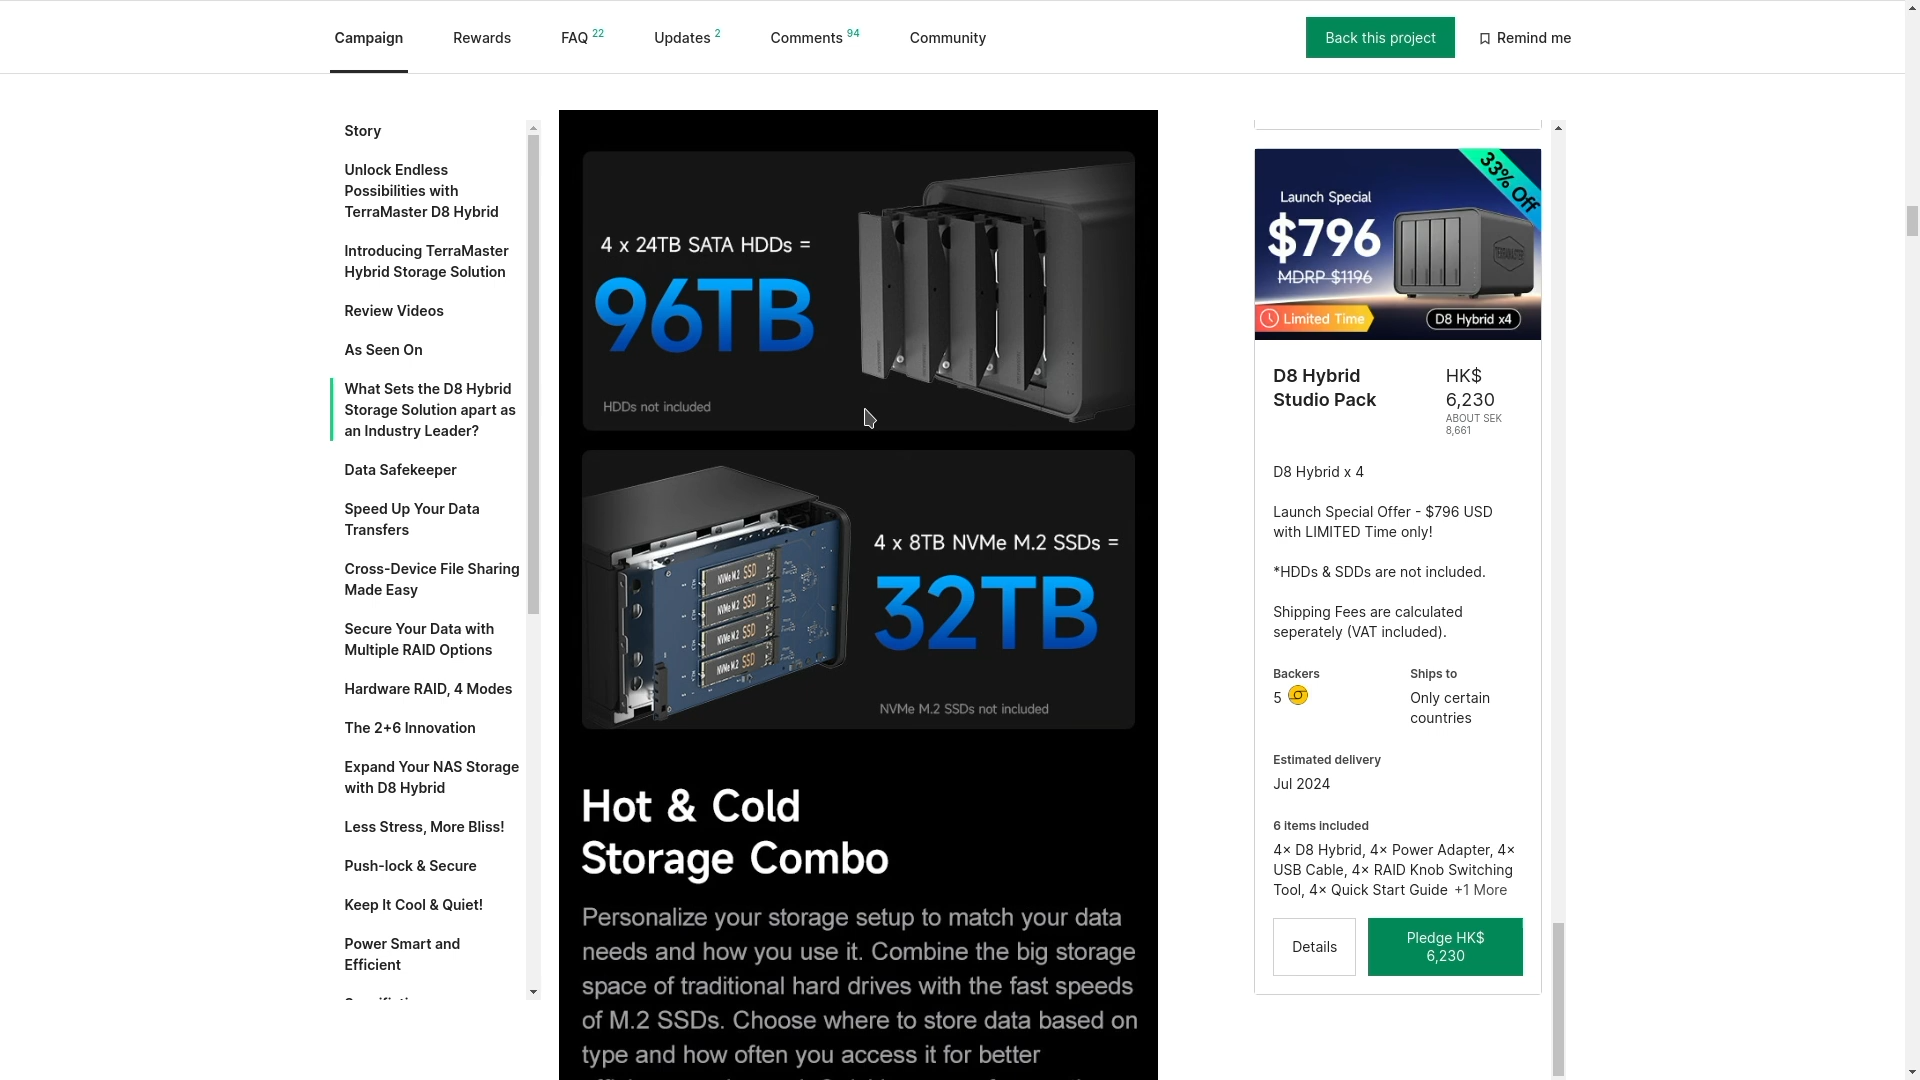 Campaign
Rewards
FAQ 22
Updates 2
Comments 94
Community
Back this project
Remind me
Story
Unlock Endless
Possibilities with
TerraMaster D8 Hybrid
Introducing TerraMaster
Hybrid Storage Solution
Review Videos
As Seen On
What Sets the D8 Hybrid
Storage Solution apart as
an Industry Leader?
Data Safekeeper
Speed Up Your Data
Transfers
Cross-Device File Sharing
Made Easy
Secure Your Data with
Multiple RAID Options
Hardware RAID, 4 Modes
The 2+6 Innovation
Expand Your NAS Storage
with D8 Hybrid
Less Stress, More Bliss!
Push-lock & Secure
Keep It Cool & Quiet!
Power Smart and
Efficient
4 x 24TB SATA HDDs =
96TB
HDDs not included
NVMe M.2 SSD
NVMe M.2 SSD
NVMe M.2 SSD
NVMe M.2 SSD
4 x 8TB NVMe M.2 SSDs =
32TB
NVMe M.2 SSDs not included
Hot & Cold
Storage Combo
Personalize your storage setup to match your data
needs and how you use it. Combine the big storage
space of traditional hard drives with the fast speeds
of M.2 SSDs. Choose where to store data based on
type and how often you access it for better
33% Off
Launch Special
$796
MDRP $1196
TERRAMASTER
Limited Time
D8 Hybrid x4
D8 Hybrid
Studio Pack
HK$
6,230
ABOUT SEK
8,661
D8 Hybrid x 4
Launch Special Offer - $796 USD
with LIMITED Time only!
*HDDs & SDDs are not included.
Shipping Fees are calculated
seperately (VAT included).
Backers
5
Ships to
Only certain
countries
Estimated delivery
Jul 2024
6 items included
4× D8 Hybrid, 4× Power Adapter, 4×
USB Cable, 4× RAID Knob Switching
Tool, 4× Quick Start Guide +1 More
Details
Pledge HK$
6,230